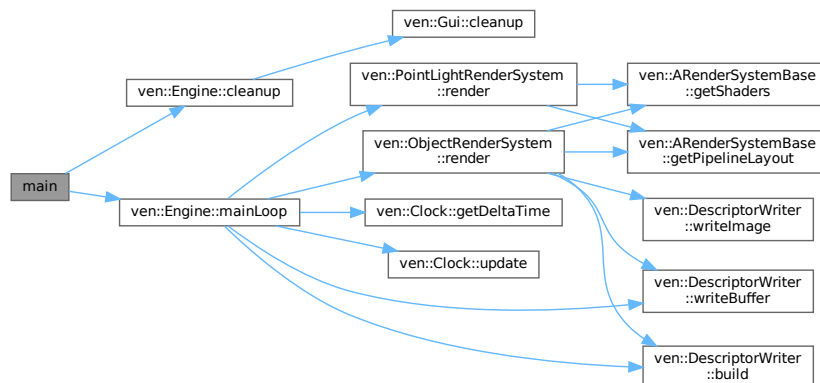 main
ven::Engine::cleanup
ven::Engine::mainLoop
ven::Gui::cleanup
ven::PointLightRenderSystem
::render
ven::ObjectRenderSystem
::render
ven::Clock::getDeltaTime
ven::Clock::update
ven::ARenderSystemBase
::getShaders
ven::ARenderSystemBase
::getPipelineLayout
ven::DescriptorWriter
::writeImage
ven::DescriptorWriter
::writeBuffer
ven::DescriptorWriter
::build